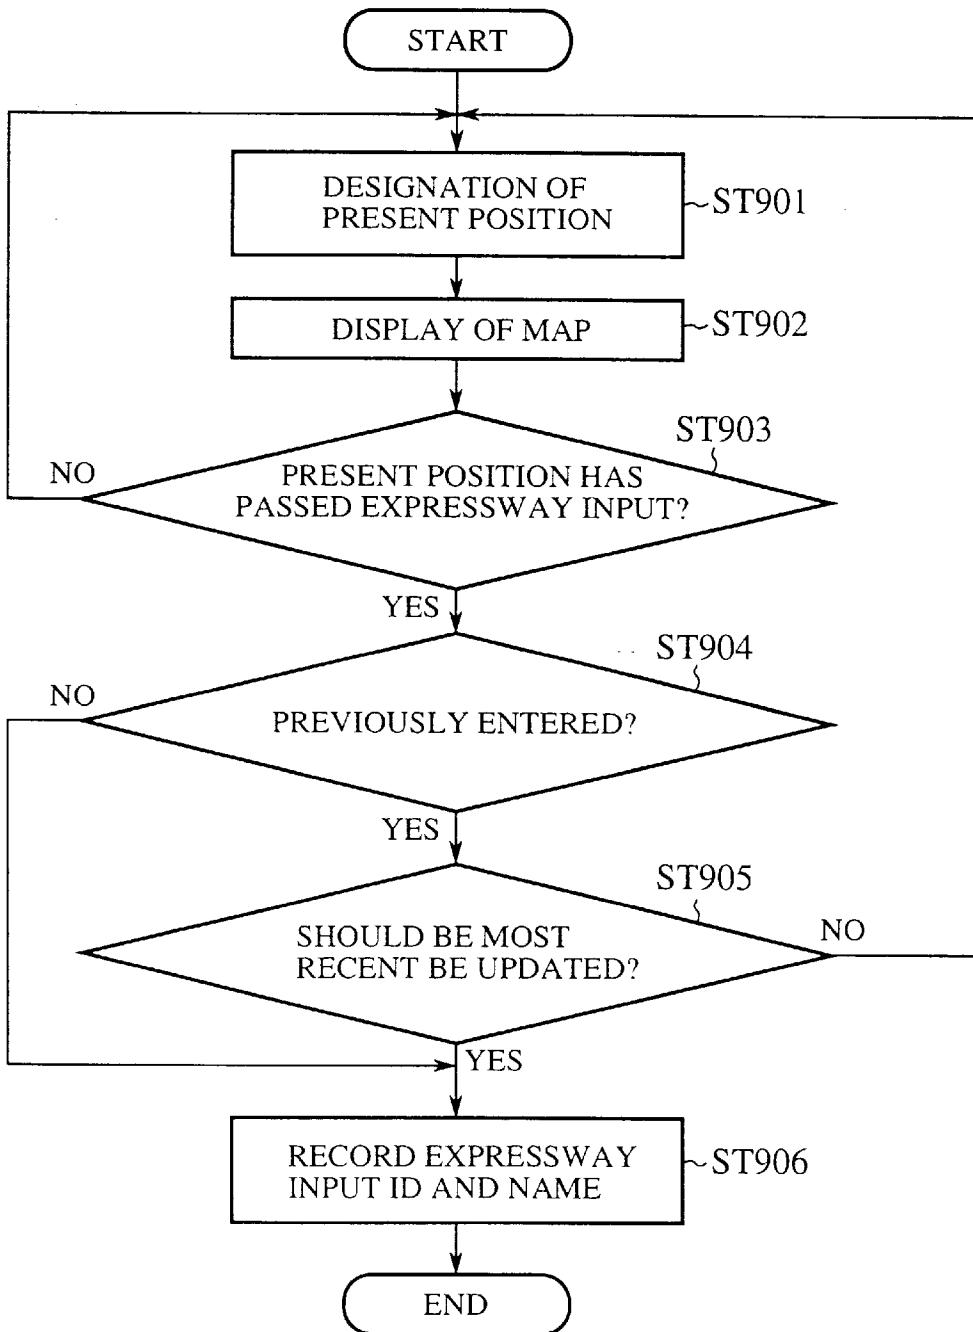 START
DESIGNATION OF
PRESENT POSITION
ST901
DISPLAY OF MAP
ST902
ST903
NO
PRESENT POSITION HAS
PASSED EXPRESSWAY INPUT?
YES
ST904
NO
PREVIOUSLY ENTERED?
YES
ST905
NO
SHOULD BE MOST
RECENT BE UPDATED?
YES
RECORD EXPRESSWAY
INPUT ID AND NAME
ST906
END